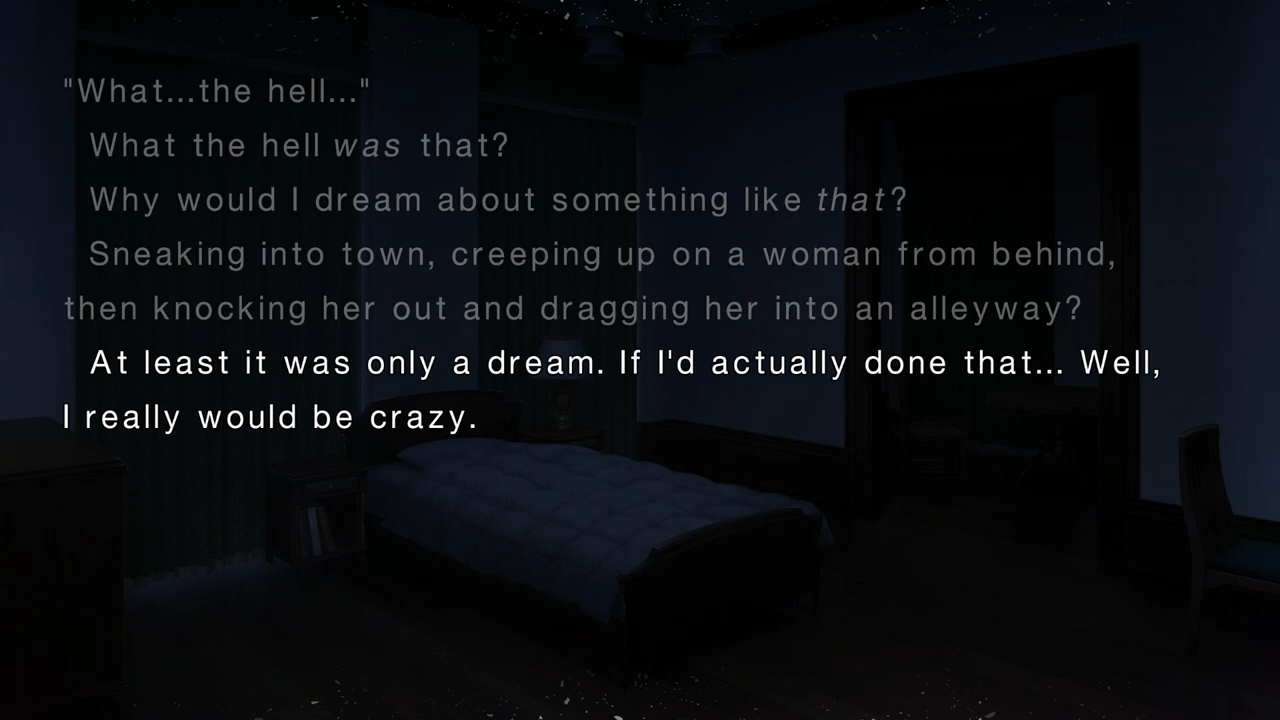 "What...the hell..."
What the hell was that?
Why would I dream about something like that?
Sneaking into town, creeping up on a woman from behind,
then knocking her out and dragging her into an alleyway?
At least it was only a dream. If I'd actually done that... Well,
I really would be crazy.